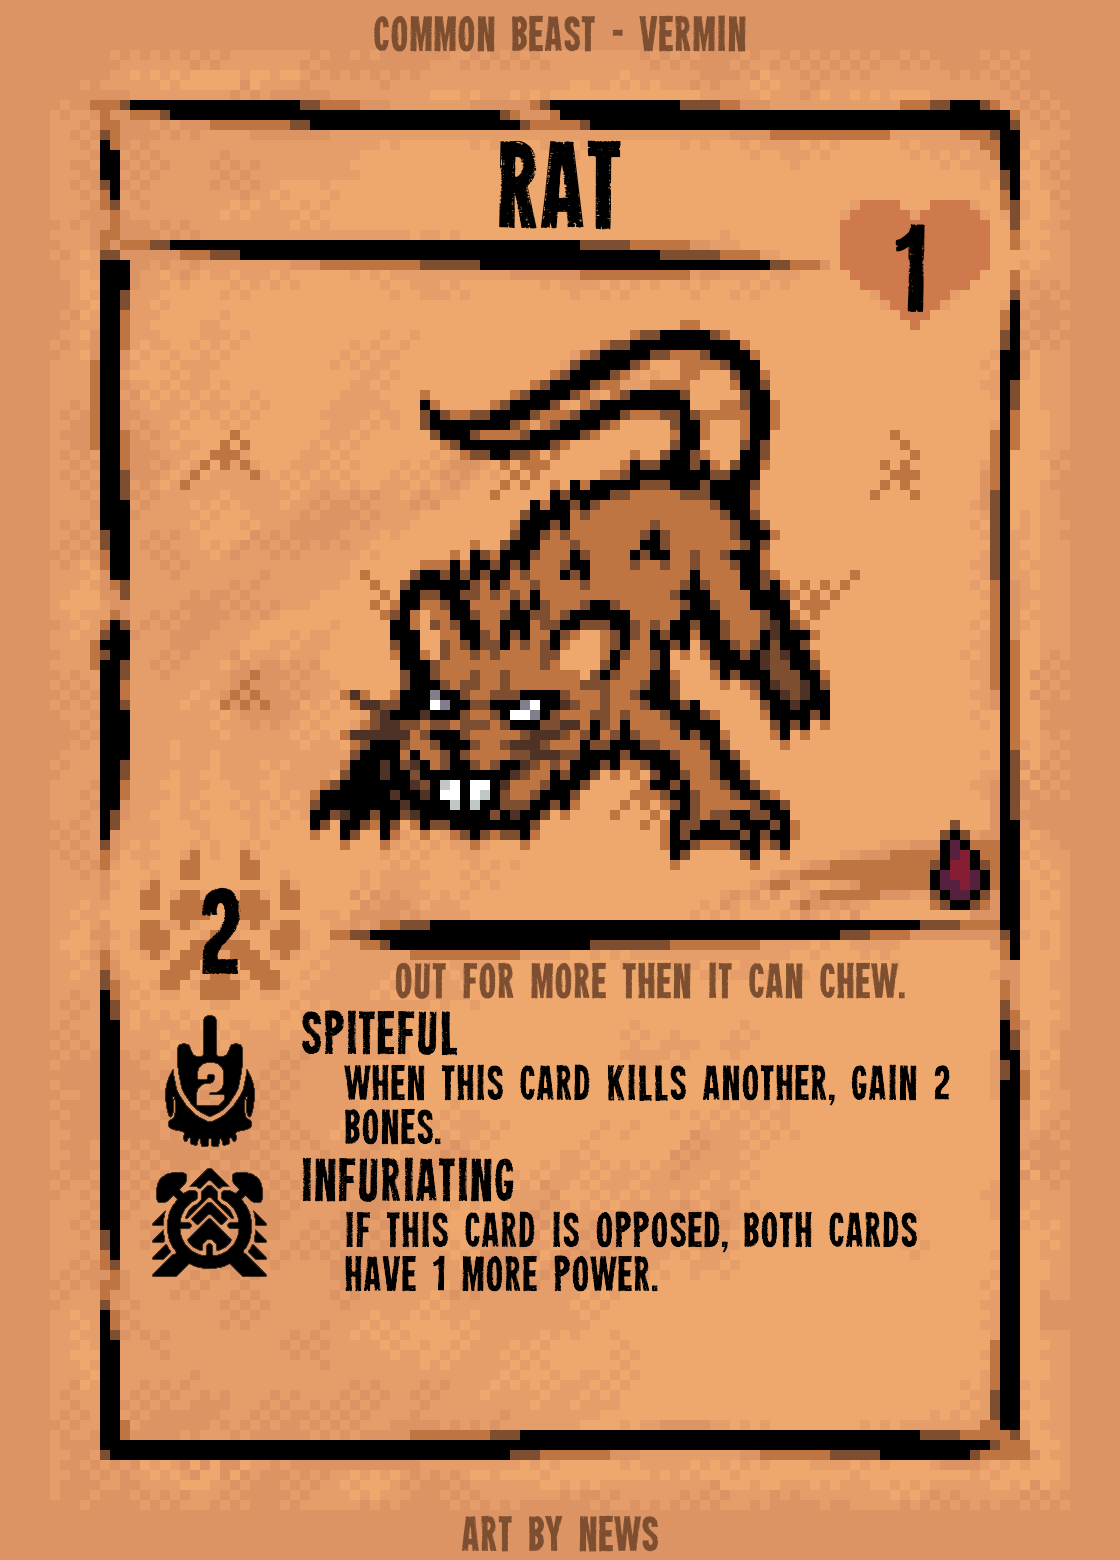 COMMON BEAST - VERMIN
RAT
1
2
OUT FOR MORE THEN IT CAN CHEW.
SPITEFUL
2
WHEN THIS CARD KILLS ANOTHER, GAIN 2
BONES.
INFURIATING
IF THIS CARD IS OPPOSED, BOTH CARDS
HAVE 1 MORE POWER.
ART BY NEWS